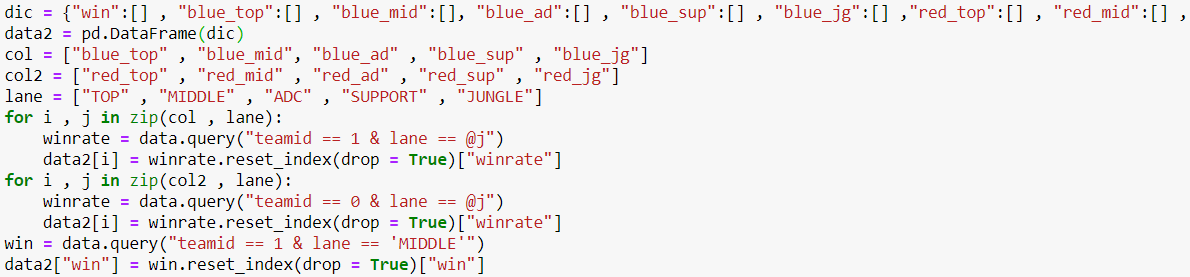 dic = {"win":[] , "blue_top":[] , "blue_mid":[], "blue_ad":[] , "blue_sup":[] , "blue_jg":[] ,"red_top":[] , "red_mid":[] ,
data2 = pd.DataFrame(dic)
col = ["blue_top" , "blue_mid", "blue_ad" , "blue_sup" , "blue_jg"]
col2 = ["red_top" , "red_mid" , "red_ad" , "red_sup" , "red_jg"]
lane = ["TOP" , "MIDDLE" , "ADC" , "SUPPORT" , "JUNGLE"]
for i , j in zip(col , lane):
    winrate = data.query("teamid == 1 & lane == @j")
    data2[i] = winrate.reset_index(drop = True)["winrate"]
for i , j in zip(col2 , lane):
    winrate = data.query("teamid == 0 & lane == @j")
    data2[i] = winrate.reset_index(drop = True)["winrate"]
win = data.query("teamid == 1 & lane == 'MIDDLE'")
data2["win"] = win.reset_index(drop = True)["win"]